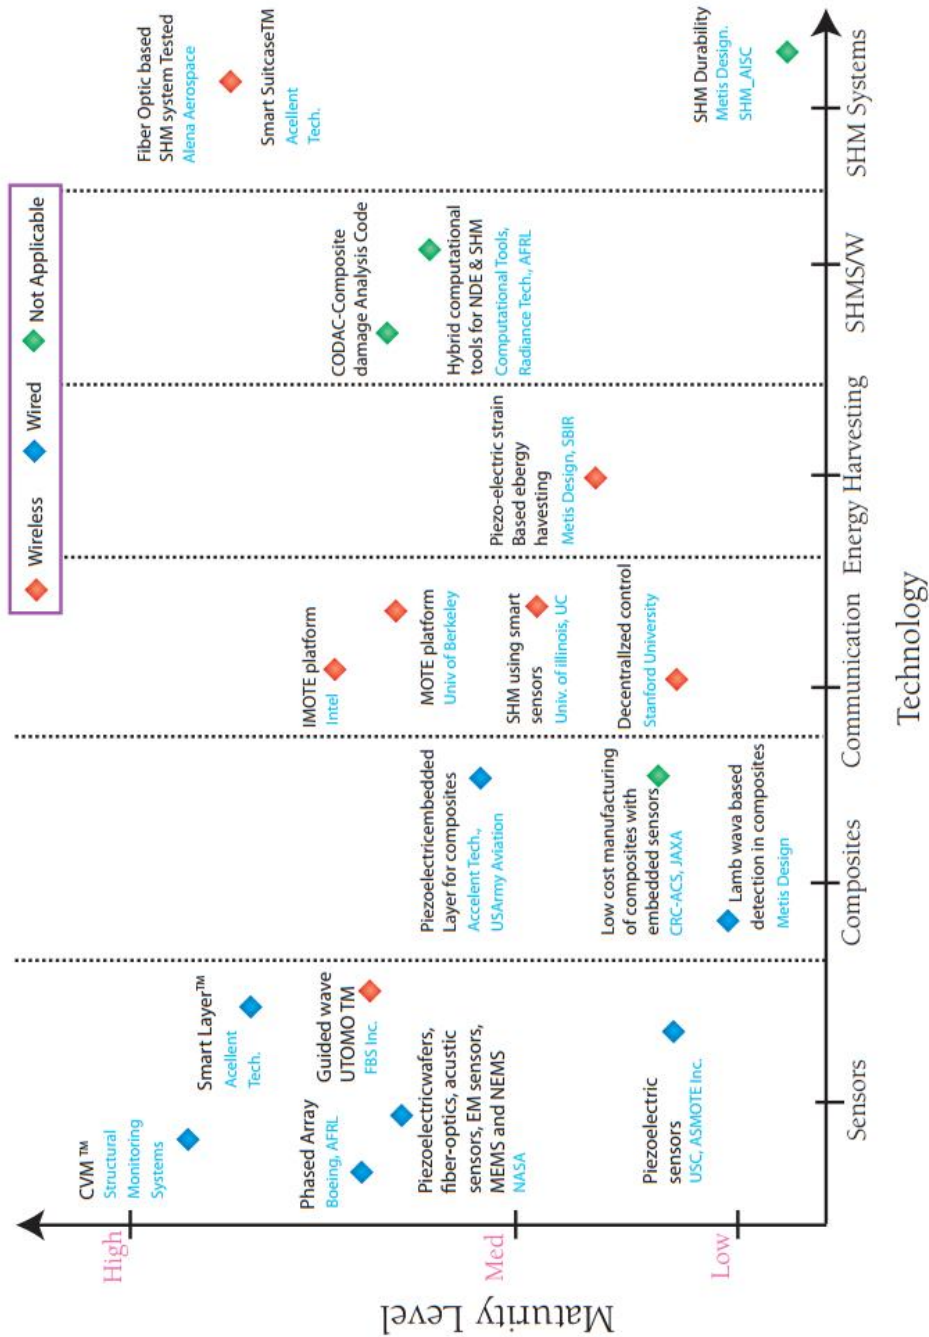 Wireless
Wired
Not Applicable
Maturity Level
High
Med
Low
CVM ™
Structural
Monitoring
Systems
Smart Layer™
Acellent
Tech.
Phased Array
Boeing, AFRL
Guided wave
UTOMO TM
FBS Inc.
Piezoelectricwafers,
fiber-optics, acustic
sensors, EM sensors,
MEMS and NEMS
NASA
Piezoelectric
sensors
USC, ASMOTE Inc.
Piezoelectricembedded
Layer for composites
Accelent Tech.,
USArmy Aviation
Low cost manufacturing
of composites with
embedded sensors
CRC-ACS, JAXA
Lamb wava based
detection in composites
Metis Design
IMOTE platform
Intel
MOTE platform
Univ of Berkeley
SHM using smart
sensors
Univ. of illinois, UC
Decentralized control
Stanford University
Piezo-electric strain
Based ebergy
havesting
Metis Design, SBIR
CODAC-Composite
damage Analysis Code
Hybrid computational
tools for NDE & SHM
Computational Tools,
Radiance Tech., AFRL
Fiber Optic based
SHM system Tested
Alena Aerospace
Smart SuitcaseTM
Acellent
Tech.
SHM Durability
Metis Design.
SHM_AISC
Sensors
Composites
Communication
Energy Harvesting
SHMS/W
SHM Systems
Technology